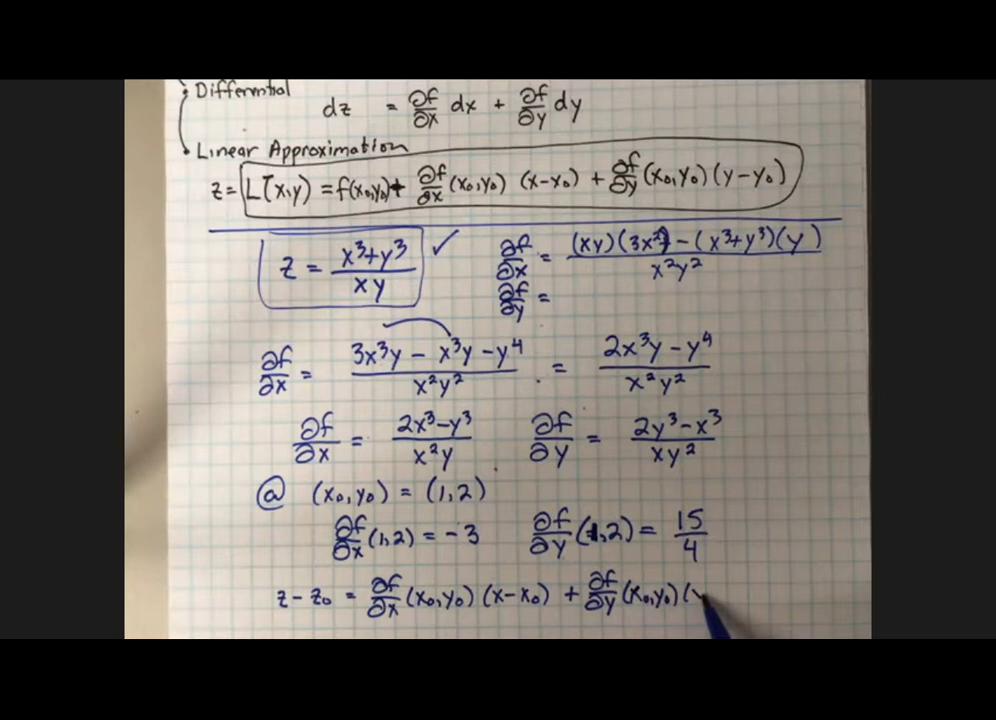 • Differential
dz = ∂f/∂x dx + ∂f/∂y dy
• Linear Approximation
z = L(x,y) = f(x₀,y₀) + ∂f/∂x (x₀,y₀) (x-x₀) + ∂f/∂y (x₀,y₀) (y-y₀)
z = x³+y³ / xy ✓ ∂f/∂x = (xy)(3x²) - (x³+y³)(y) / x²y²
∂f/∂y =
∂f/∂x = 3x³y - x³y - y⁴ / x²y² . = 2x³y - y⁴ / x²y²
∂f/∂x = 2x³-y³ / x²y ∂f/∂y = 2y³-x³ / xy²
@ (x₀,y₀) = (1,2)
∂f/∂x (1,2) = -3 ∂f/∂y (1,2) = 15/4
z - z₀ = ∂f/∂x (x₀,y₀) (x-x₀) + ∂f/∂y (x₀,y₀) (